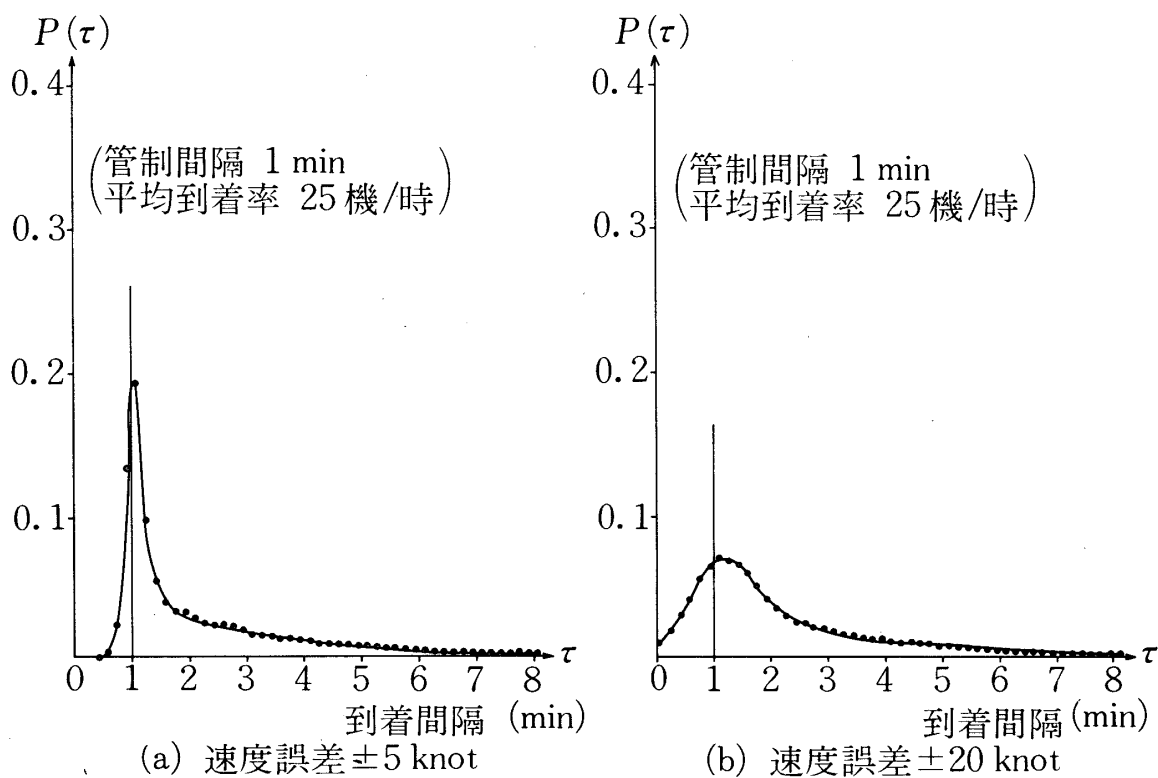 P(τ)
0.4
(管制間隔 1 min
平均到着率 25機/時)
0.3
0.2
0.1
0 1 2 3 4 5 6 7 8 τ
到着間隔 (min)
(a) 速度誤差±5 knot
P(τ)
0.4
(管制間隔 1 min
平均到着率 25機/時)
0.3
0.2
0.1
0 1 2 3 4 5 6 7 8 τ
到着間隔 (min)
(b) 速度誤差±20 knot